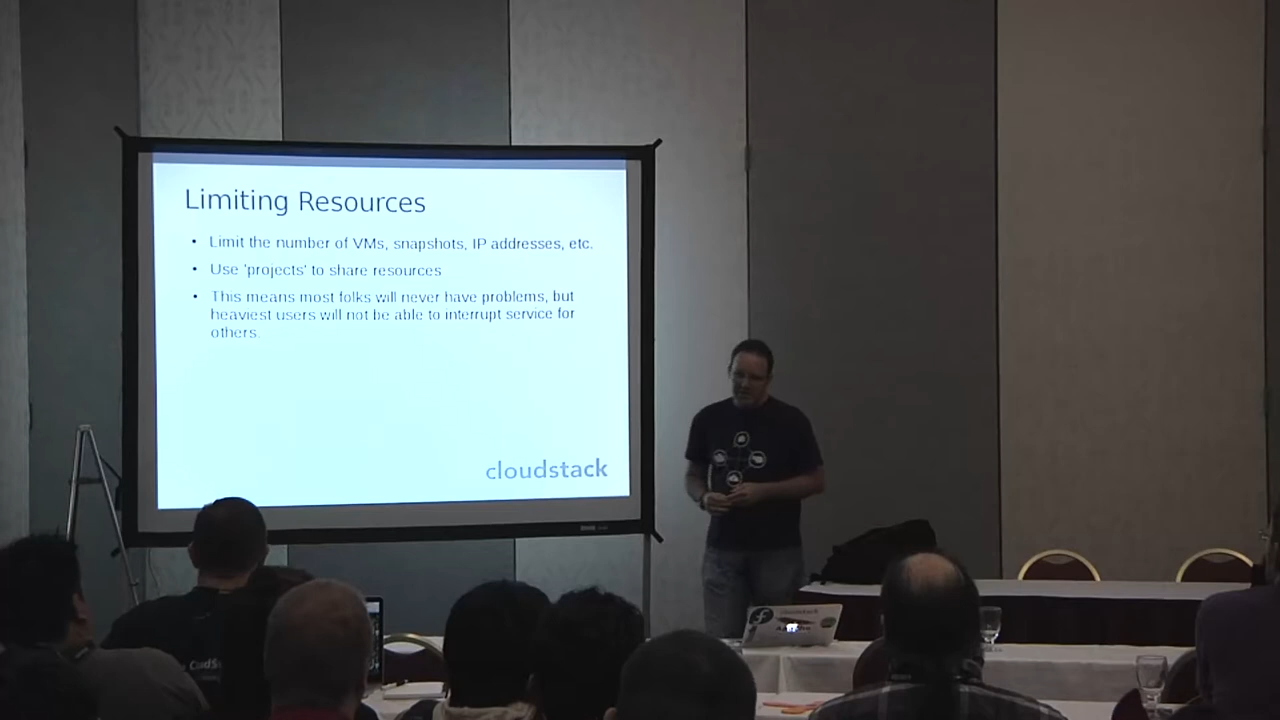 Limiting Resources
• Limit the number of VMs, snapshots, IP addresses, etc.
• Use 'projects' to share resources
• This means most folks will never have problems, but
heaviest users will not be able to interrupt service for
others.
cloudstack
cloudstack